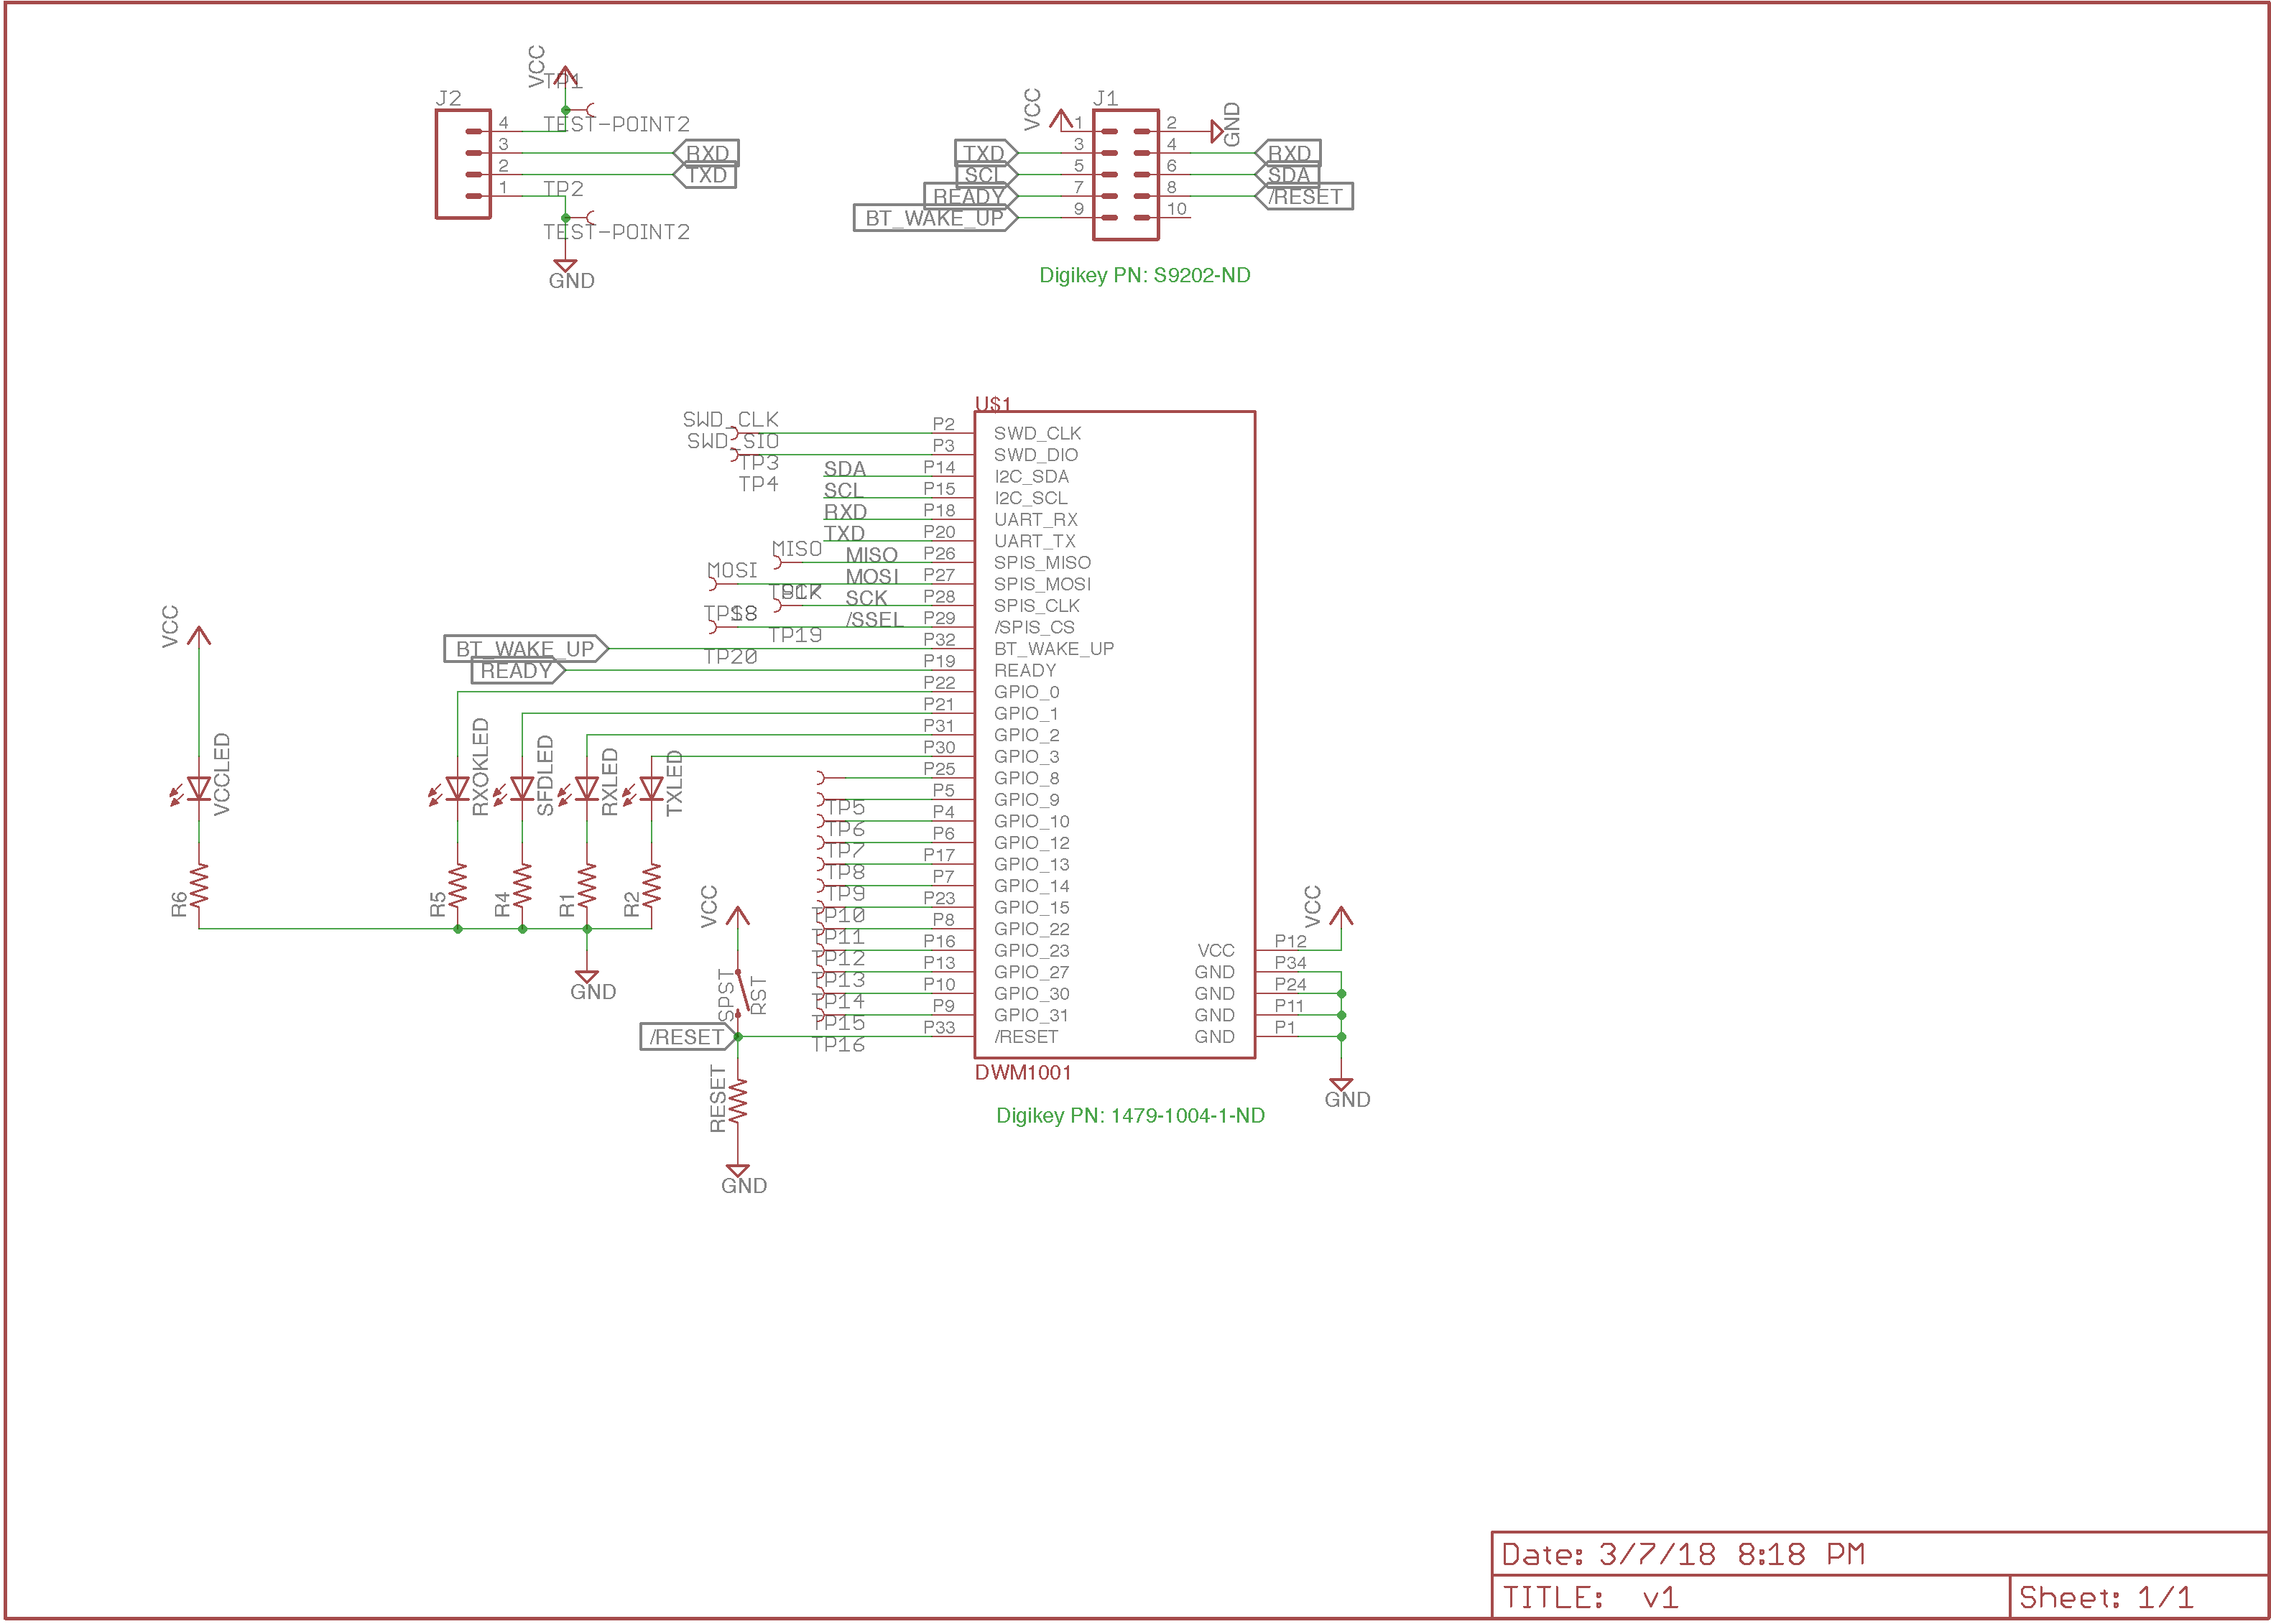 VCC
TP1
J2
4
TEST-POINT2
3
RXD
2
TXD
1
TP2
TEST-POINT2
GND
VCC
J1
GND
1
2
TXD
3
4
RXD
SCL
5
6
SDA
READY
7
8
/RESET
BT_WAKE_UP
9
10
Digikey PN: S9202-ND
U$1
SWD_CLK
P2
SWD_CLK
SWD_SIO
P3
SWD_DIO
TP3
SDA
P14
I2C_SDA
TP4
SCL
P15
I2C_SCL
RXD
P18
UART_RX
TXD
P20
UART_TX
MISO
MISO
P26
SPIS_MISO
MOSI
MOSI
P27
SPIS_MOSI
SCK
P28
SPIS_CLK
TP18
/SSEL
P29
/SPIS_CS
TP19
BT_WAKE_UP
P32
BT_WAKE_UP
TP20
READY
P19
READY
P22
GPIO_0
P21
GPIO_1
P31
GPIO_2
P30
GPIO_3
P25
GPIO_8
P5
GPIO_9
TP5
P4
GPIO_10
TP6
P6
GPIO_12
TP7
P17
GPIO_13
TP8
P7
GPIO_14
TP9
P23
GPIO_15
TP10
P8
GPIO_22
TP11
P16
GPIO_23
TP12
P13
GPIO_27
TP13
P10
GPIO_30
TP14
P9
GPIO_31
TP15
P33
/RESET
TP16
VCC
VCCLED
RXOKLED
SFDLED
RXLED
TXLED
R6
R5
R4
R1
R2
GND
VCC
SPST
RST
/RESET
RESET
GND
VCC
VCC
P12
GND
P34
GND
P24
GND
P11
GND
P1
GND
DWM1001
Digikey PN: 1479-1004-1-ND
Date: 3/7/18 8:18 PM
TITLE: v1
Sheet: 1/1